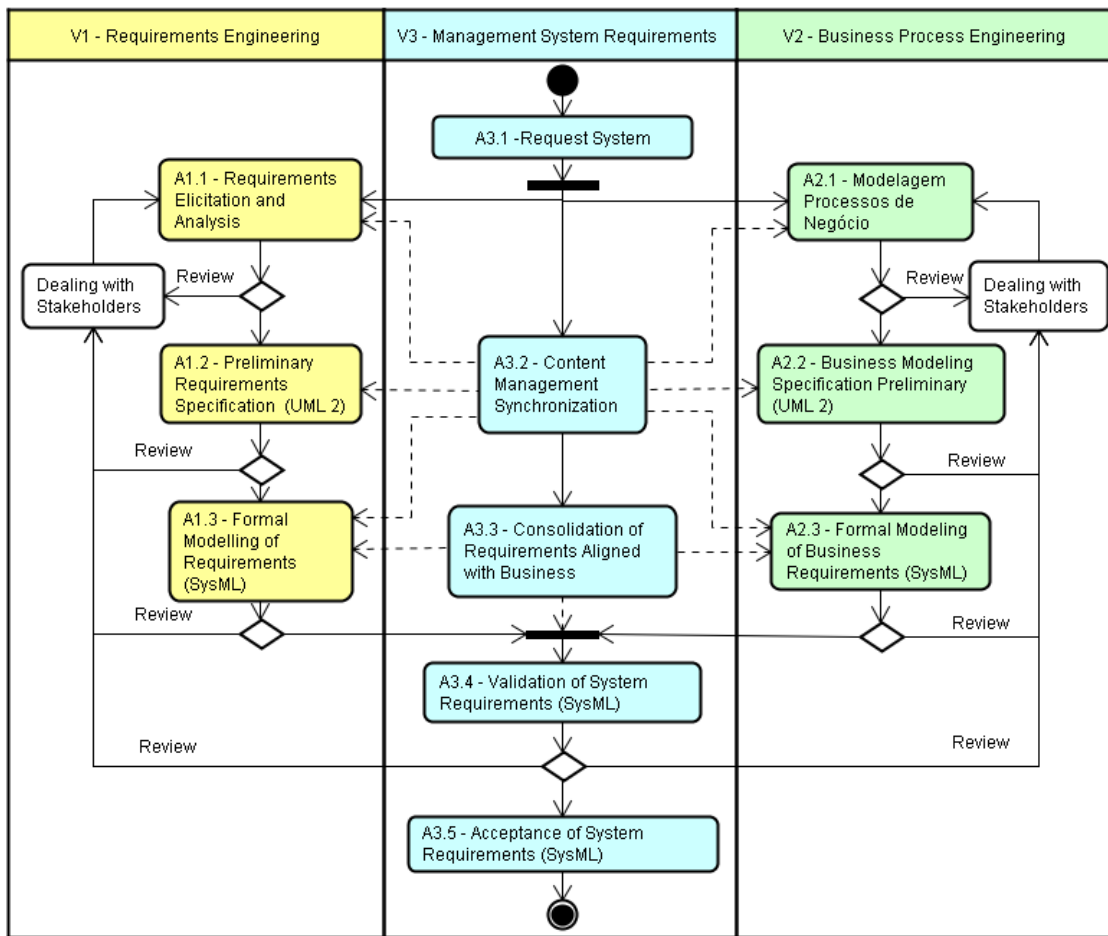 V1 - Requirements Engineering
V3 - Management System Requirements
V2 - Business Process Engineering
A3.1 -Request System
A1.1 - Requirements
Elicitation and
Analysis
A2.1 - Modelagem
Processos de
Negócio
Review
Dealing with
Stakeholders
Review
Dealing with
Stakeholders
A1.2 - Preliminary
Requirements
Specification (UML 2)
A3.2 - Content
Management
Synchronization
A2.2 - Business Modeling
Specification Preliminary
(UML 2)
Review
Review
A1.3 - Formal
Modelling of
Requirements
(SysML)
A3.3 - Consolidation of
Requirements Aligned
with Business
A2.3 - Formal Modeling
of Business
Requirements (SysML)
Review
Review
A3.4 - Validation of System
Requirements (SysML)
Review
Review
A3.5 - Acceptance of System
Requirements (SysML)